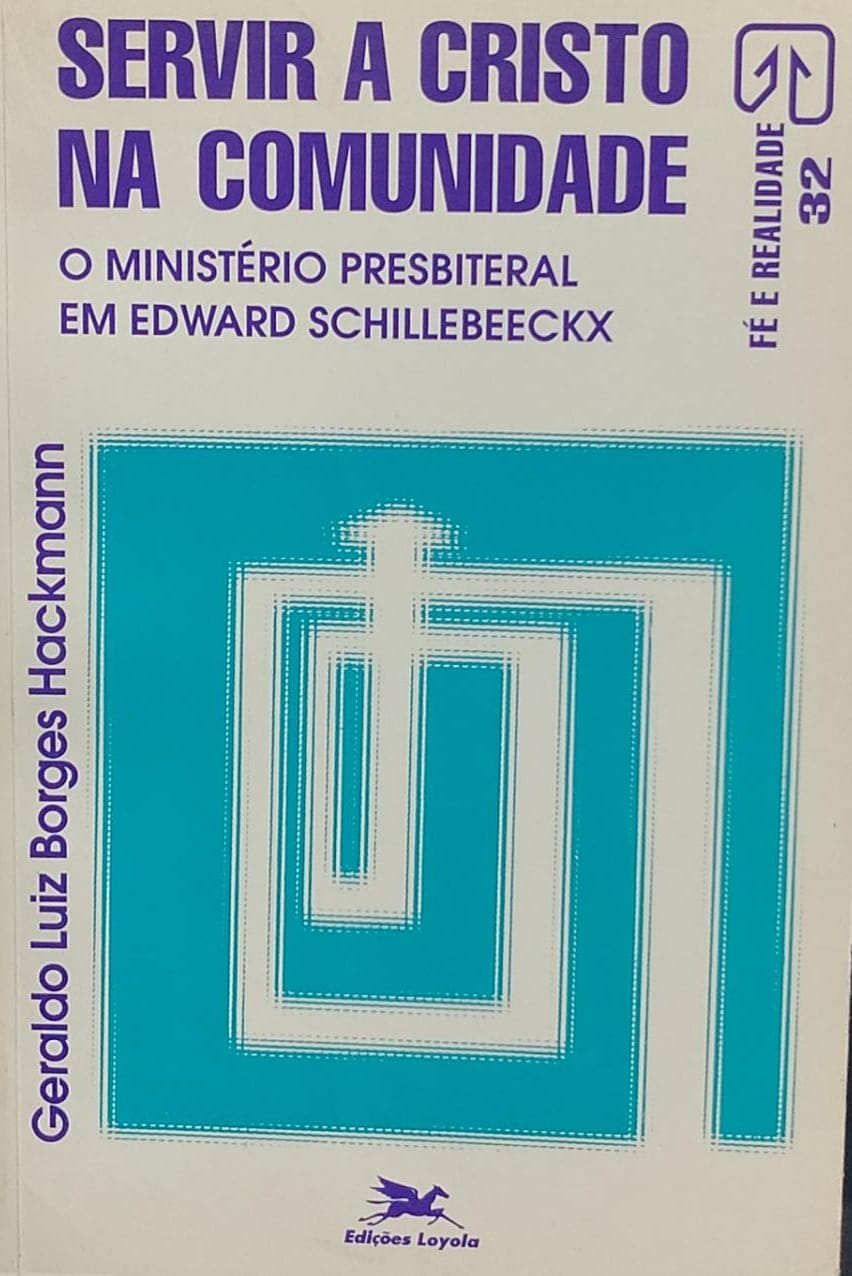 SERVIR A CRISTO
NA COMUNIDADE
O MINISTÉRIO PRESBITERAL
EM EDWARD SCHILLEBEECKX
FÉ E REALIDADE
32
Geraldo Luiz Borges Hackmann
Edições Loyola